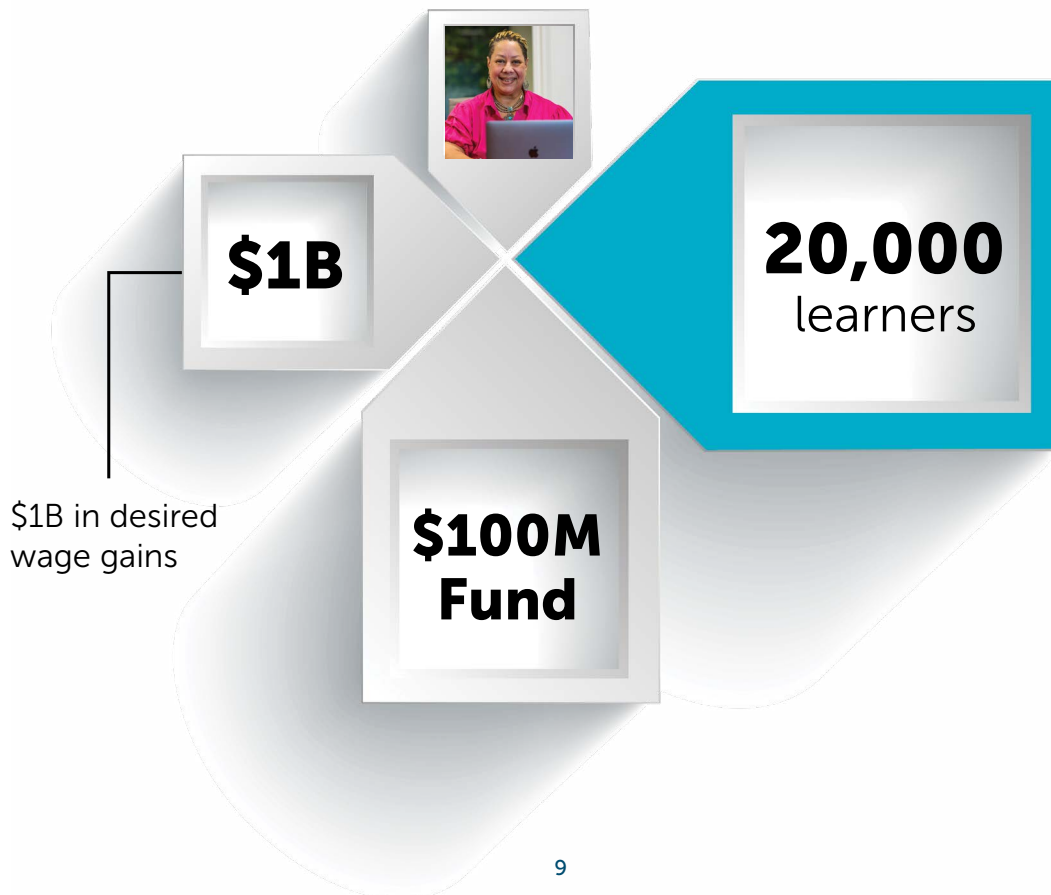 $1B
20,000
learners
$1B in desired
wage gains
$100M
Fund
9